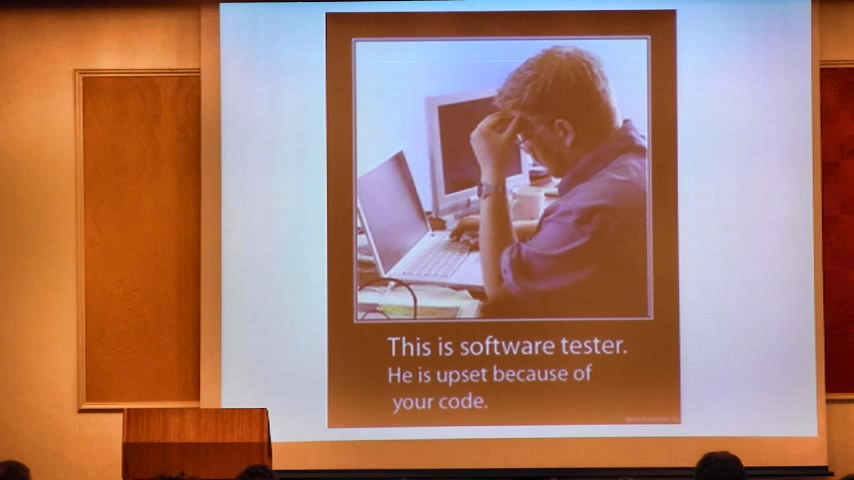 This is software tester.
He is upset because of
your code.